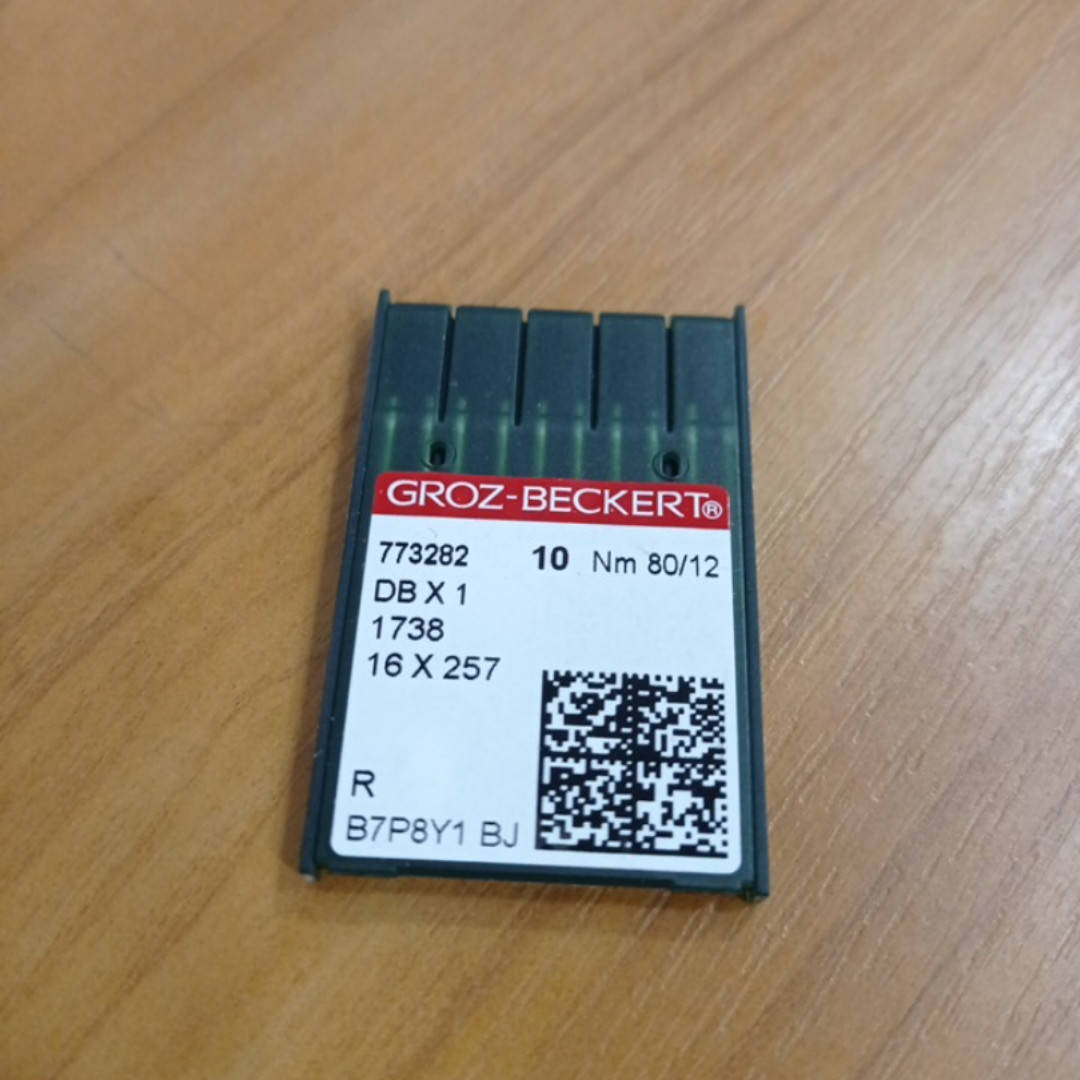 GROZ-BECKERT®
773282 10 Nm 80/12
DB X 1
1738
16 X 257
R
B7P8Y1 BJ